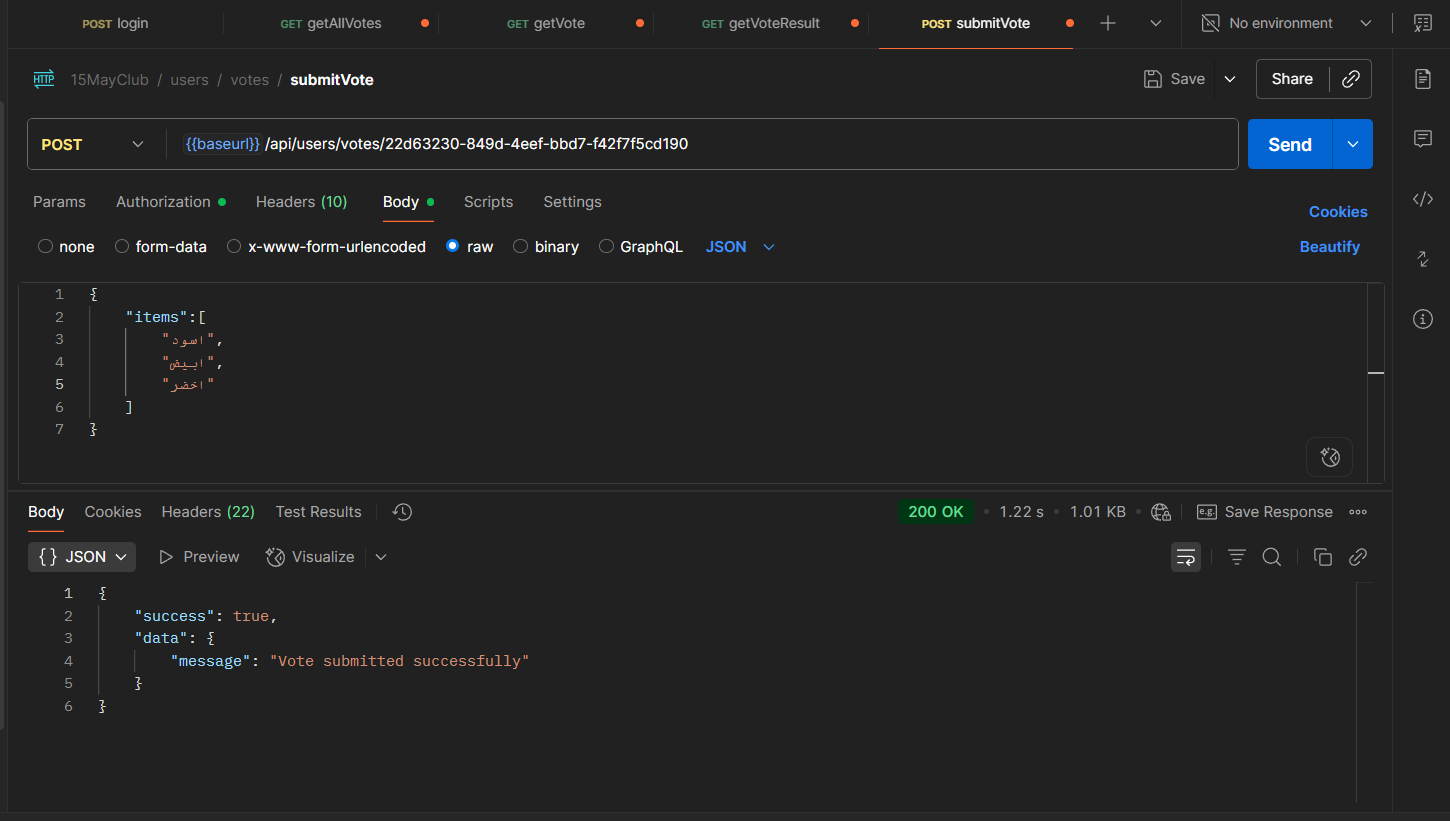 POST login
GET getAllVotes
GET getVote
GET getVoteResult
POST submitVote
No environment
HTTP 15MayClub / users / votes / submitVote
Save
Share
POST
{{baseurl}} /api/users/votes/22d63230-849d-4eef-bbd7-f42f7f5cd190
Send
Params Authorization Headers (10) Body Scripts Settings
Cookies
none form-data x-www-form-urlencoded raw binary GraphQL JSON
Beautify
1 {
2 "items":[
3 "اسود",
4 "ابيض",
5 "اخضر"
6 ]
7 }
Body Cookies Headers (22) Test Results
200 OK • 1.22 s • 1.01 KB • e.g. Save Response
{} JSON Preview Visualize
1 {
2 "success": true,
3 "data": {
4 "message": "Vote submitted successfully"
5 }
6 }